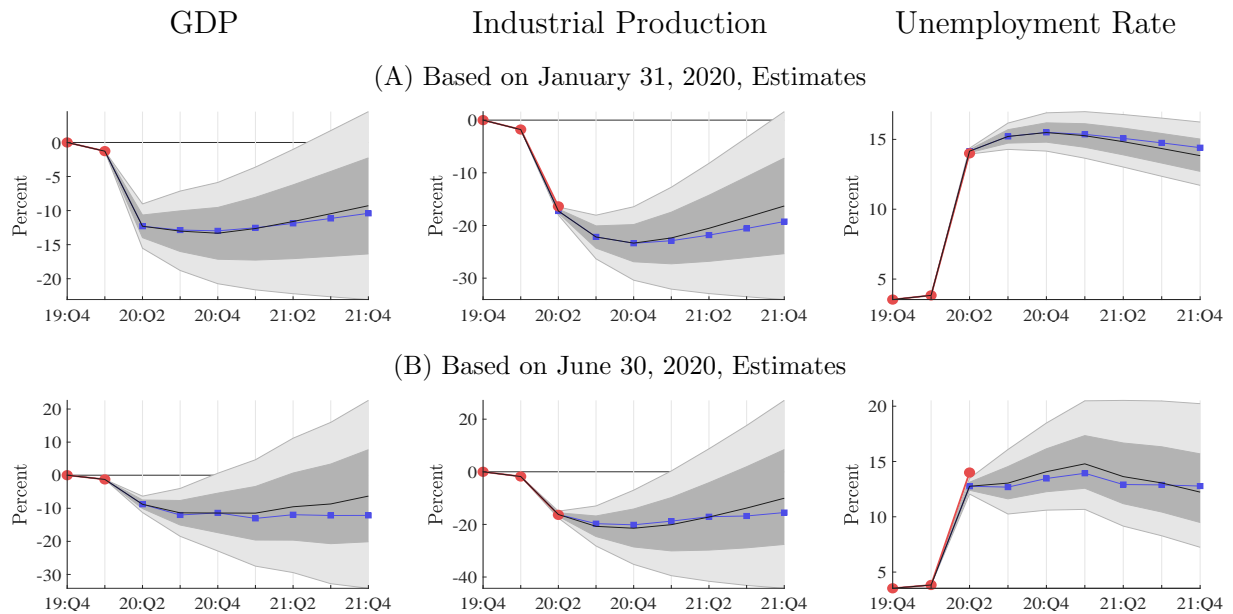 GDP
Industrial Production
Unemployment Rate
(A) Based on January 31, 2020, Estimates
Percent
0
-5
-10
-15
-20
19:Q4 20:Q2 20:Q4 21:Q2 21:Q4
Percent
0
-10
-20
-30
19:Q4 20:Q2 20:Q4 21:Q2 21:Q4
Percent
15
10
5
19:Q4 20:Q2 20:Q4 21:Q2 21:Q4
(B) Based on June 30, 2020, Estimates
Percent
20
10
0
-10
-20
-30
19:Q4 20:Q2 20:Q4 21:Q2 21:Q4
Percent
20
0
-20
-40
19:Q4 20:Q2 20:Q4 21:Q2 21:Q4
Percent
20
15
10
5
19:Q4 20:Q2 20:Q4 21:Q2 21:Q4